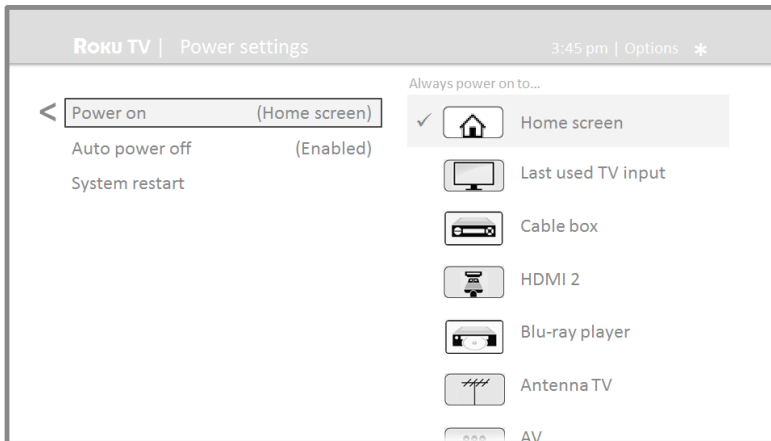 Roku TV | Power settings 3:45 pm | Options ✱
Always power on to...
< Power on (Home screen)
Auto power off (Enabled)
System restart
✓ Home screen
Last used TV input
Cable box
HDMI 2
Blu-ray player
Antenna TV
AV